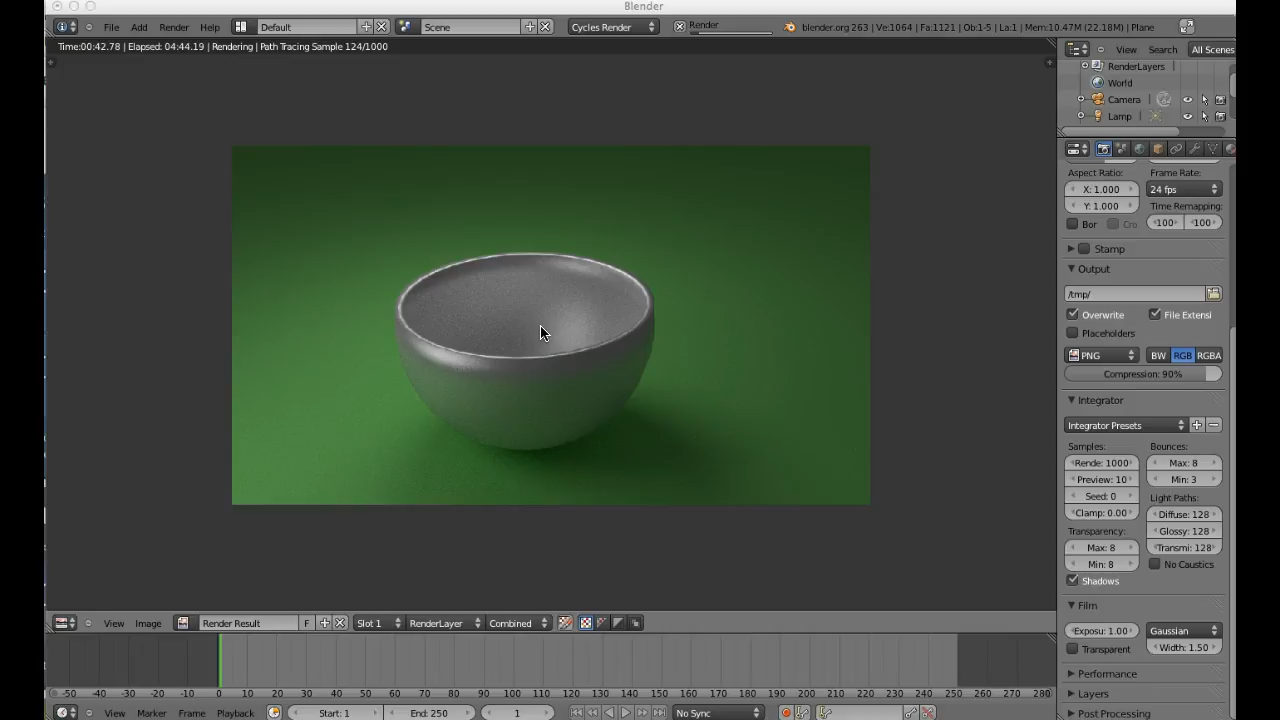 Blender
File Add Render Help Default Scene Cycles Render Render blender.org 263 | Ve:1064 | Fa:1121 | Ob:1-5 | La:1 | Mem:10.47M (22.18M) | Plane
Time:00:42.78 | Elapsed: 04:44.19 | Rendering | Path Tracing Sample 124/1000
View Search All Scenes
RenderLayers
World
Camera
Lamp
Aspect Ratio: Frame Rate:
X: 1.000 24 fps
Y: 1.000 Time Remapping:
Bor Cro 100 100
Stamp
Output
/tmp/
Overwrite File Extensi
Placeholders
PNG BW RGB RGBA
Compression: 90%
Integrator
Integrator Presets
Samples: Bounces:
Rende: 1000 Max: 8
Preview: 10 Min: 3
Seed: 0 Light Paths:
Clamp: 0.00 Diffuse: 128
Transparency: Glossy: 128
Max: 8 Transmi: 128
Min: 8 No Caustics
Shadows
Film
Exposu: 1.00 Gaussian
Transparent Width: 1.50
Performance
Layers
Post Processing
View Image Render Result F Slot 1 RenderLayer Combined
-50 -40 -30 -20 -10 0 10 20 30 40 50 60 70 80 90 100 110 120 130 140 150 160 170 180 190 200 210 220 230 240 250 260 270 280
View Marker Frame Playback Start: 1 End: 250 1 No Sync